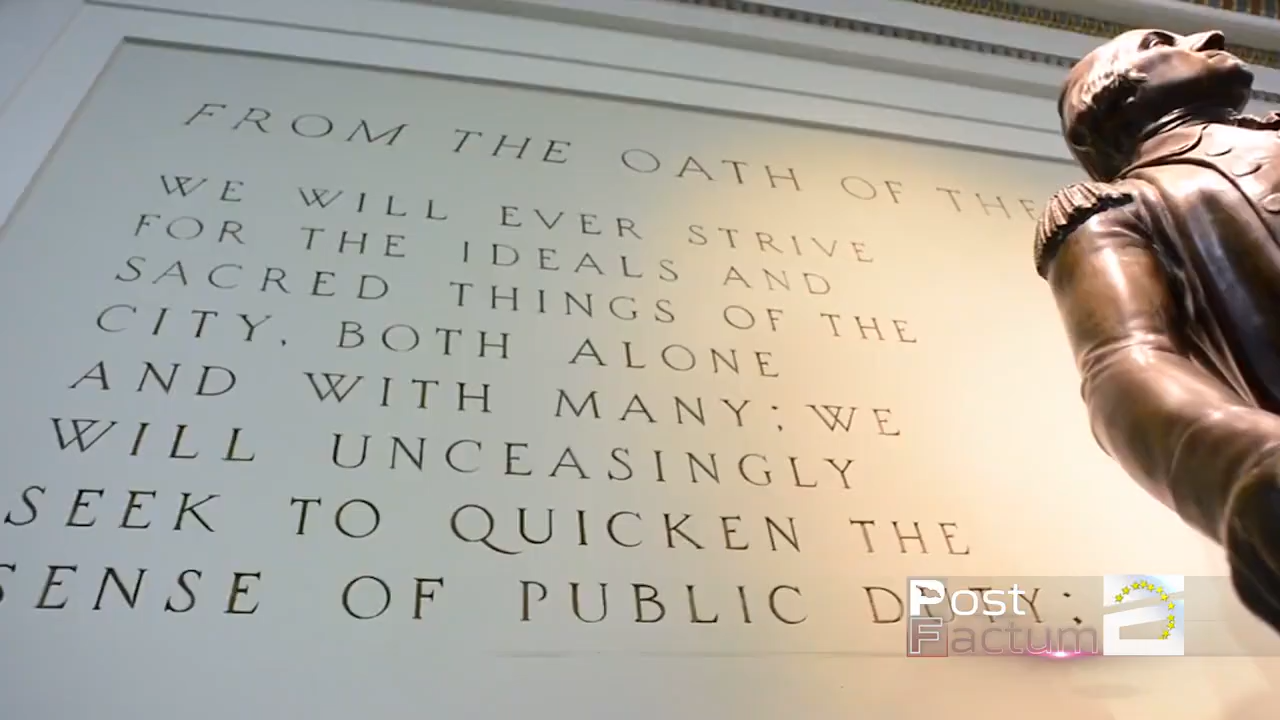 FROM THE OATH OF THE
WE WILL EVER STRIVE
FOR THE IDEALS AND
SACRED THINGS OF THE
CITY, BOTH ALONE
AND WITH MANY; WE
WILL UNCEASINGLY
SEEK TO QUICKEN THE
SENSE OF PUBLIC DUTY;
Post
Factum